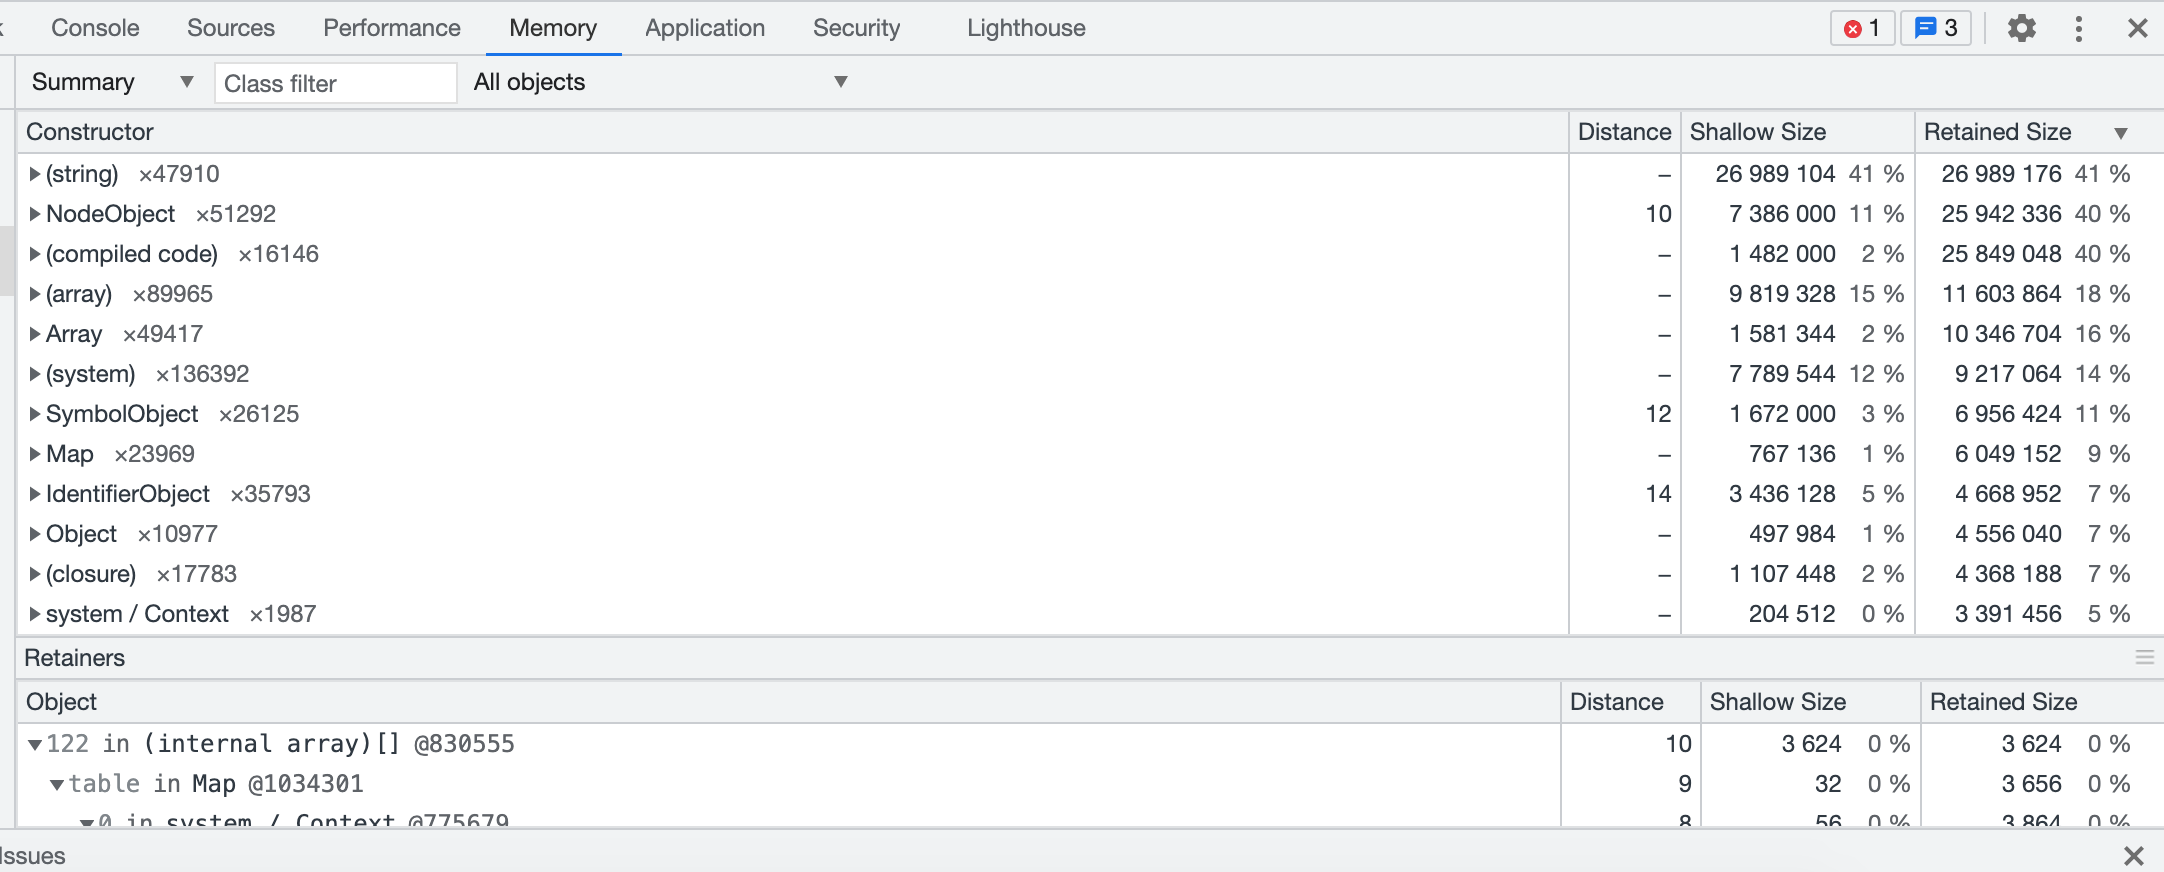 Console Sources Performance Memory Application Security Lighthouse 1 3
Summary Class filter All objects
Constructor Distance Shallow Size Retained Size
(string) ×47910 – 26 989 104 41 % 26 989 176 41 %
NodeObject ×51292 10 7 386 000 11 % 25 942 336 40 %
(compiled code) ×16146 – 1 482 000 2 % 25 849 048 40 %
(array) ×89965 – 9 819 328 15 % 11 603 864 18 %
Array ×49417 – 1 581 344 2 % 10 346 704 16 %
(system) ×136392 – 7 789 544 12 % 9 217 064 14 %
SymbolObject ×26125 12 1 672 000 3 % 6 956 424 11 %
Map ×23969 – 767 136 1 % 6 049 152 9 %
IdentifierObject ×35793 14 3 436 128 5 % 4 668 952 7 %
Object ×10977 – 497 984 1 % 4 556 040 7 %
(closure) ×17783 – 1 107 448 2 % 4 368 188 7 %
system / Context ×1987 – 204 512 0 % 3 391 456 5 %
Retainers
Object Distance Shallow Size Retained Size
122 in (internal array)[] @830555 10 3 624 0 % 3 624 0 %
table in Map @1034301 9 32 0 % 3 656 0 %
0 in system / Context @775679 8 56 0 % 3 864 0 %
Issues